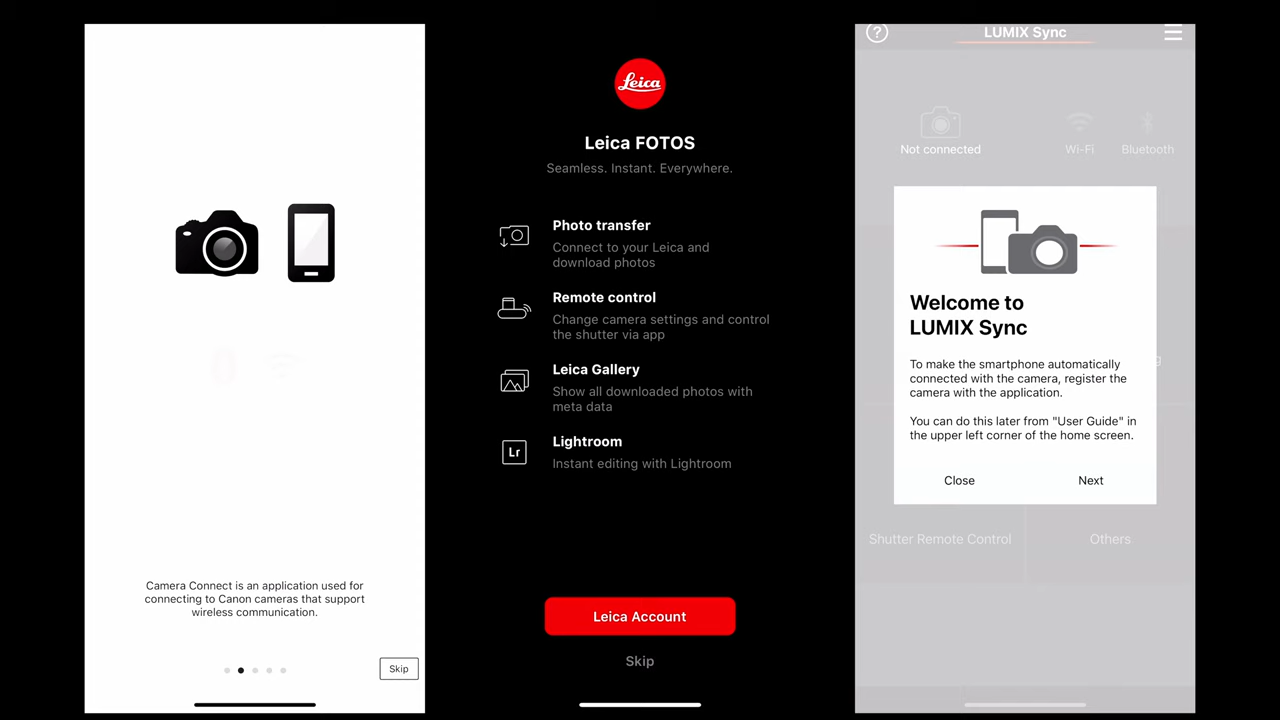 Camera Connect is an application used for
connecting to Canon cameras that support
wireless communication.
Skip
Leica
Leica FOTOS
Seamless. Instant. Everywhere.
Photo transfer
Connect to your Leica and
download photos
Remote control
Change camera settings and control
the shutter via app
Leica Gallery
Show all downloaded photos with
meta data
Lr
Lightroom
Instant editing with Lightroom
Leica Account
Skip
?
LUMIX Sync
Not connected
Wi-Fi
Bluetooth
Welcome to
LUMIX Sync
To make the smartphone automatically
connected with the camera, register the
camera with the application.
You can do this later from "User Guide" in
the upper left corner of the home screen.
Close
Next
Shutter Remote Control
Others